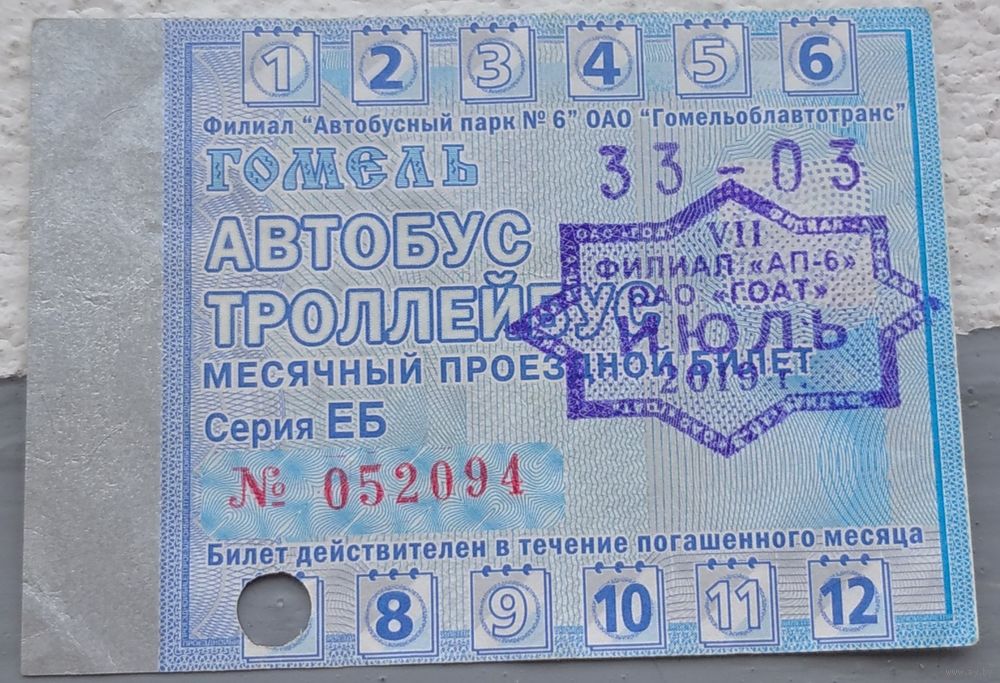 1 2 3 4 5 6
Филиал "Автобусный парк № 6" ОАО "Гомельоблавтотранс"
ГОМЕЛЬ
33-03
АВТОБУС
ТРОЛЛЕЙБУС
VII
ФИЛИАЛ «АП-6»
ОАО «ГОАТ»
ИЮЛЬ
МЕСЯЧНЫЙ ПРОЕЗДНОЙ БИЛЕТ
Серия ЕБ
№ 052094
Билет действителен в течение погашенного месяца
8 9 10 11 12